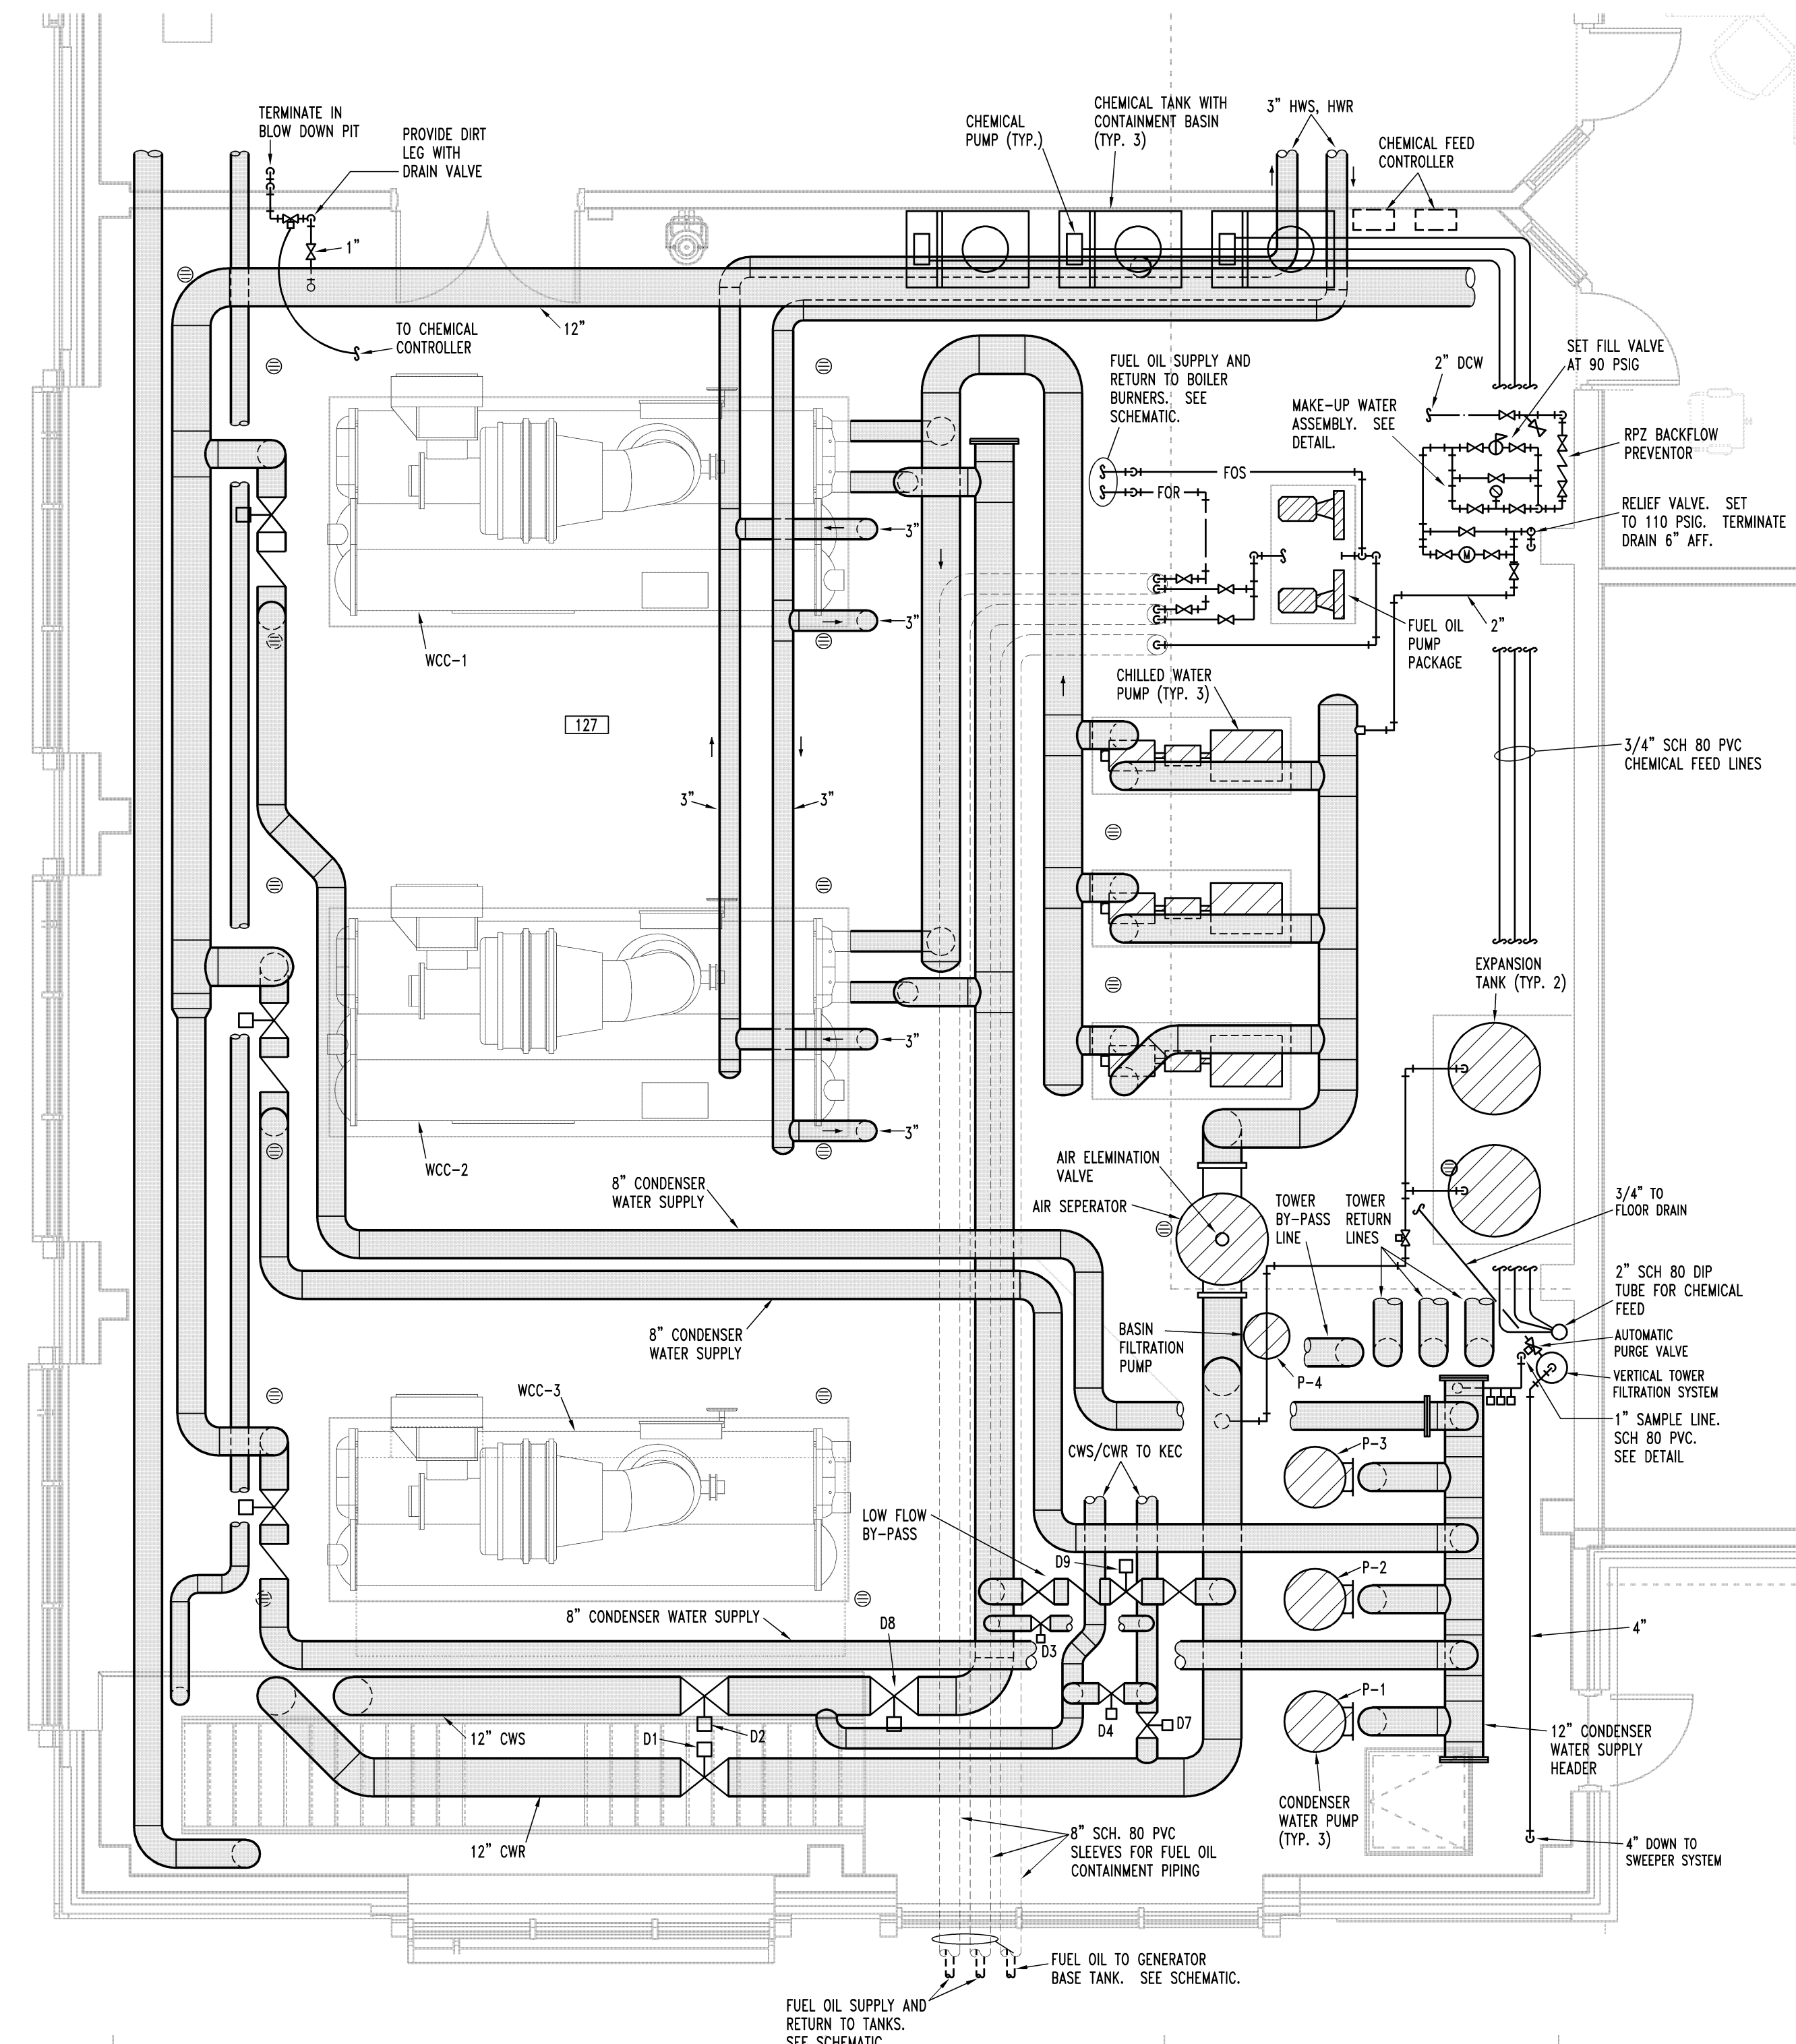 TERMINATE IN
BLOW DOWN PIT
PROVIDE DIRT
LEG WITH
DRAIN VALVE
1"
TO CHEMICAL
CONTROLLER
12"
CHEMICAL
PUMP (TYP.)
CHEMICAL TANK WITH
CONTAINMENT BASIN
(TYP. 3)
3" HWS, HWR
CHEMICAL FEED
CONTROLLER
FUEL OIL SUPPLY AND
RETURN TO BOILER
BURNERS. SEE
SCHEMATIC.
2" DCW
SET FILL VALVE
AT 90 PSIG
MAKE-UP WATER
ASSEMBLY. SEE
DETAIL.
RPZ BACKFLOW
PREVENTOR
FOS
FOR
RELIEF VALVE. SET
TO 110 PSIG. TERMINATE
DRAIN 6" AFF.
M
3"
3"
2"
FUEL OIL
PUMP
PACKAGE
WCC-1
CHILLED WATER
PUMP (TYP. 3)
127
3/4" SCH 80 PVC
CHEMICAL FEED LINES
3"
3"
EXPANSION
TANK (TYP. 2)
3"
3"
WCC-2
AIR ELEMINATION
VALVE
AIR SEPERATOR
8" CONDENSER
WATER SUPPLY
TOWER
BY-PASS
LINE
TOWER
RETURN
LINES
3/4" TO
FLOOR DRAIN
2" SCH 80 DIP
TUBE FOR CHEMICAL
FEED
8" CONDENSER
WATER SUPPLY
BASIN
FILTRATION
PUMP
P-4
AUTOMATIC
PURGE VALVE
VERTICAL TOWER
FILTRATION SYSTEM
WCC-3
1" SAMPLE LINE.
SCH 80 PVC.
SEE DETAIL
CWS/CWR TO KEC
P-3
LOW FLOW
BY-PASS
D9
P-2
8" CONDENSER WATER SUPPLY
D8
D3
4"
P-1
12" CWS
D1
D2
D4
D7
12" CONDENSER
WATER SUPPLY
HEADER
12" CWR
CONDENSER
WATER PUMP
(TYP. 3)
8" SCH. 80 PVC
SLEEVES FOR FUEL OIL
CONTAINMENT PIPING
4" DOWN TO
SWEEPER SYSTEM
FUEL OIL TO GENERATOR
BASE TANK. SEE SCHEMATIC.
FUEL OIL SUPPLY AND
RETURN TO TANKS.
SEE SCHEMATIC